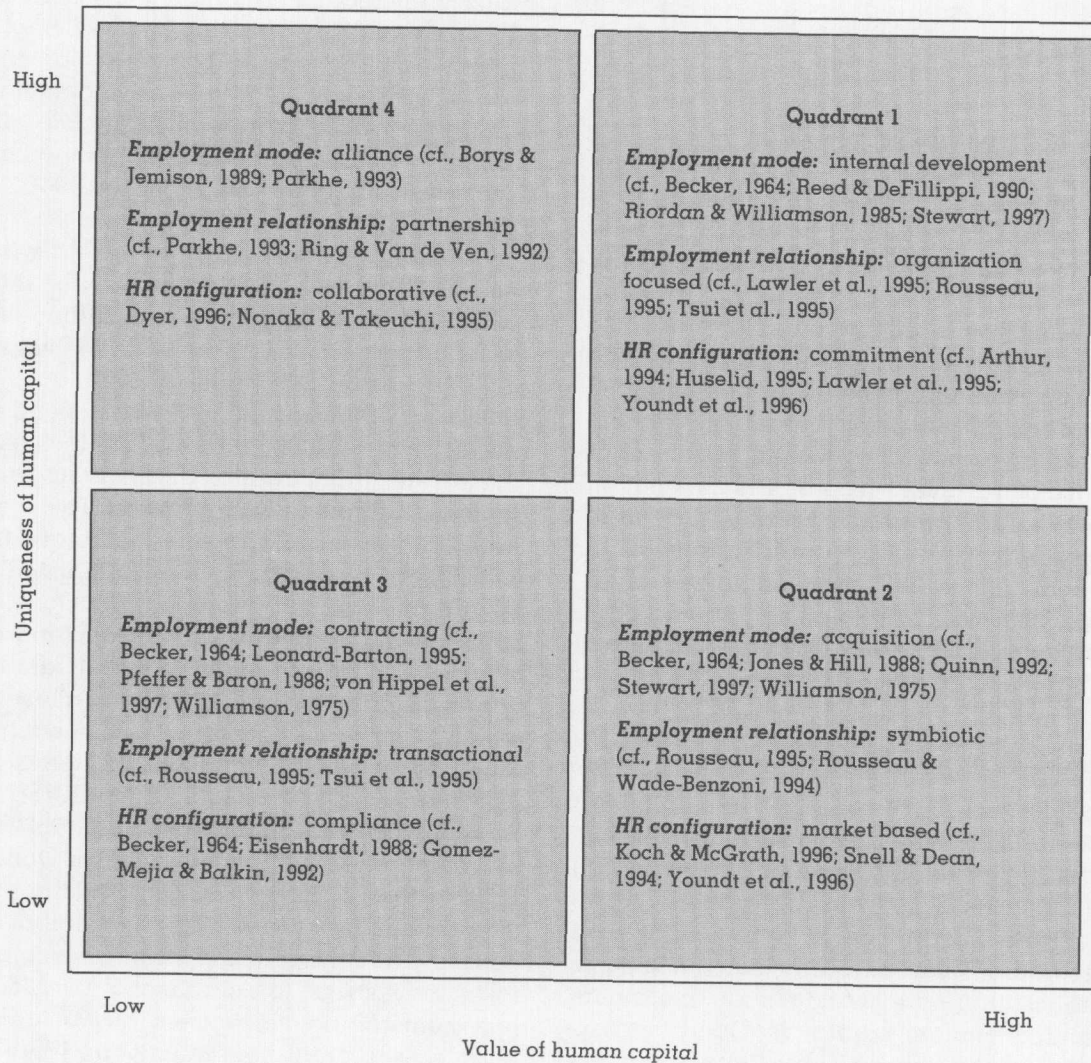 High
Quadrant 4
Employment mode: alliance (cf., Borys &
Jemison, 1989; Parkhe, 1993)
Employment relationship: partnership
(cf., Parkhe, 1993; Ring & Van de Ven, 1992)
HR configuration: collaborative (cf.,
Dyer, 1996; Nonaka & Takeuchi, 1995)
Quadrant 1
Employment mode: internal development
(cf., Becker, 1964; Reed & DeFillippi, 1990;
Riordan & Williamson, 1985; Stewart, 1997)
Employment relationship: organization
focused (cf., Lawler et al., 1995; Rousseau,
1995; Tsui et al., 1995)
HR configuration: commitment (cf., Arthur,
1994; Huselid, 1995; Lawler et al., 1995;
Youndt et al., 1996)
Uniqueness of human capital
Quadrant 3
Employment mode: contracting (cf.,
Becker, 1964; Leonard-Barton, 1995;
Pfeffer & Baron, 1988; von Hippel et al.,
1997; Williamson, 1975)
Employment relationship: transactional
(cf., Rousseau, 1995; Tsui et al., 1995)
HR configuration: compliance (cf.,
Becker, 1964; Eisenhardt, 1988; Gomez-
Mejia & Balkin, 1992)
Quadrant 2
Employment mode: acquisition (cf.,
Becker, 1964; Jones & Hill, 1988; Quinn, 1992;
Stewart, 1997; Williamson, 1975)
Employment relationship: symbiotic
(cf., Rousseau, 1995; Rousseau &
Wade-Benzoni, 1994)
HR configuration: market based (cf.,
Koch & McGrath, 1996; Snell & Dean,
1994; Youndt et al., 1996)
Low
Low
High
Value of human capital